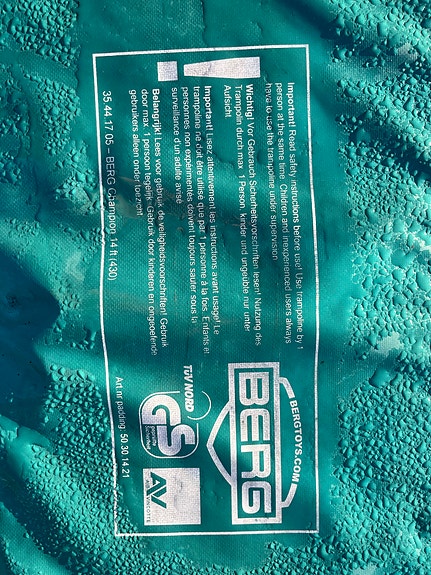 !
Important! Read safety instructions before use! Use trampoline by 1
person at the same time. Children and inexperienced users always
have to use the trampoline under supervision
Wichtig! Vor Gebrauch Sicherheitsvorschriften lesen! Nutzung des
Trampolin durch max. 1 Person, kinder und ungeübte nur unter
Aufsicht
Important! Lisez attentivement les instructions avant usage! Le
trampoline ne doit être utilisé que par 1 personne à la fois. Enfants et
personnes non expérimentés doivent toujours sauter sous la
surveillance d'un adulte avisé
Belangrijk! Lees voor gebruik de veiligheidsvoorschriften! Gebruik
door max. 1 persoon tegelijk. Gebruik door kinderen en ongeoefende
gebruikers alleen onder toezicht
35.44.17.05 – BERG Champion 14 ft (430)
BERGTOYS.COM
BERG
TÜV NORD
GS
AV
Art.nr padding: 50.30.14.21